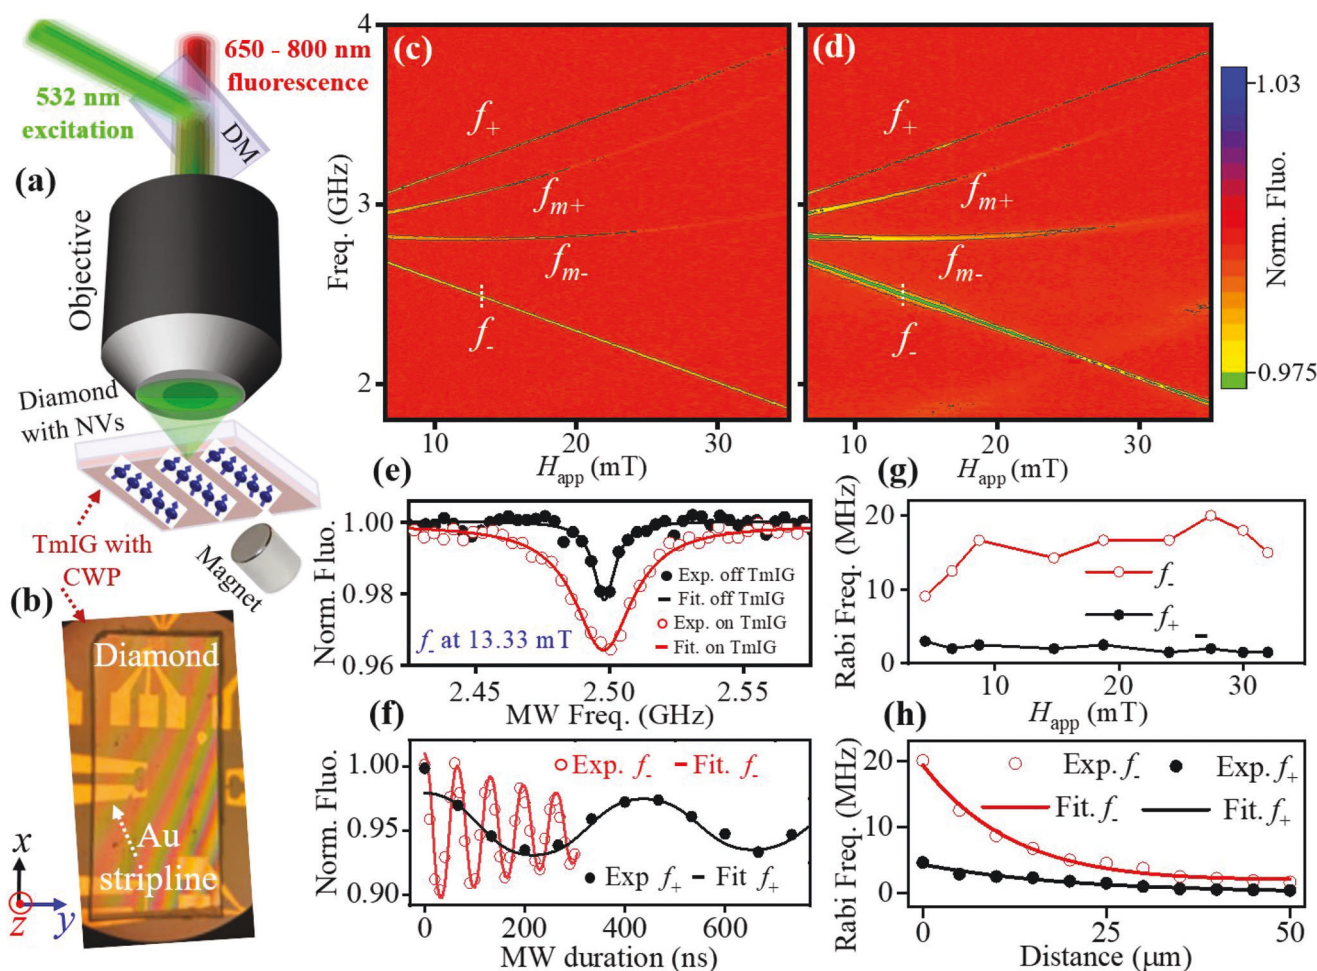 650 - 800 nm
fluorescence
532 nm
excitation
DM
(a)
Objective
Diamond
with NVs
TmIG with
CWP
Magnet
(b)
Diamond
Au
stripline
x
z
y
(c)
4
3
2
Freq. (GHz)
f+
fm+
fm-
f-
10 20 30
Happ (mT)
(d)
f+
fm+
fm-
f-
10 20 30
Happ (mT)
1.03
0.975
Norm. Fluo.
(e)
1.00
0.98
0.96
Norm. Fluo.
Exp. off TmIG
Fit. off TmIG
Exp. on TmIG
Fit. on TmIG
f- at 13.33 mT
2.45 2.50 2.55
MW Freq. (GHz)
(f)
1.00
0.95
0.90
Norm. Fluo.
Exp. f- Fit. f-
Exp f+ Fit f+
0 200 400 600
MW duration (ns)
(g)
20
10
0
Rabi Freq. (MHz)
f-
f+
10 20 30
Happ (mT)
(h)
20
10
0
Rabi Freq. (MHz)
Exp. f- Exp. f+
Fit. f- Fit. f+
0 25 50
Distance (μm)